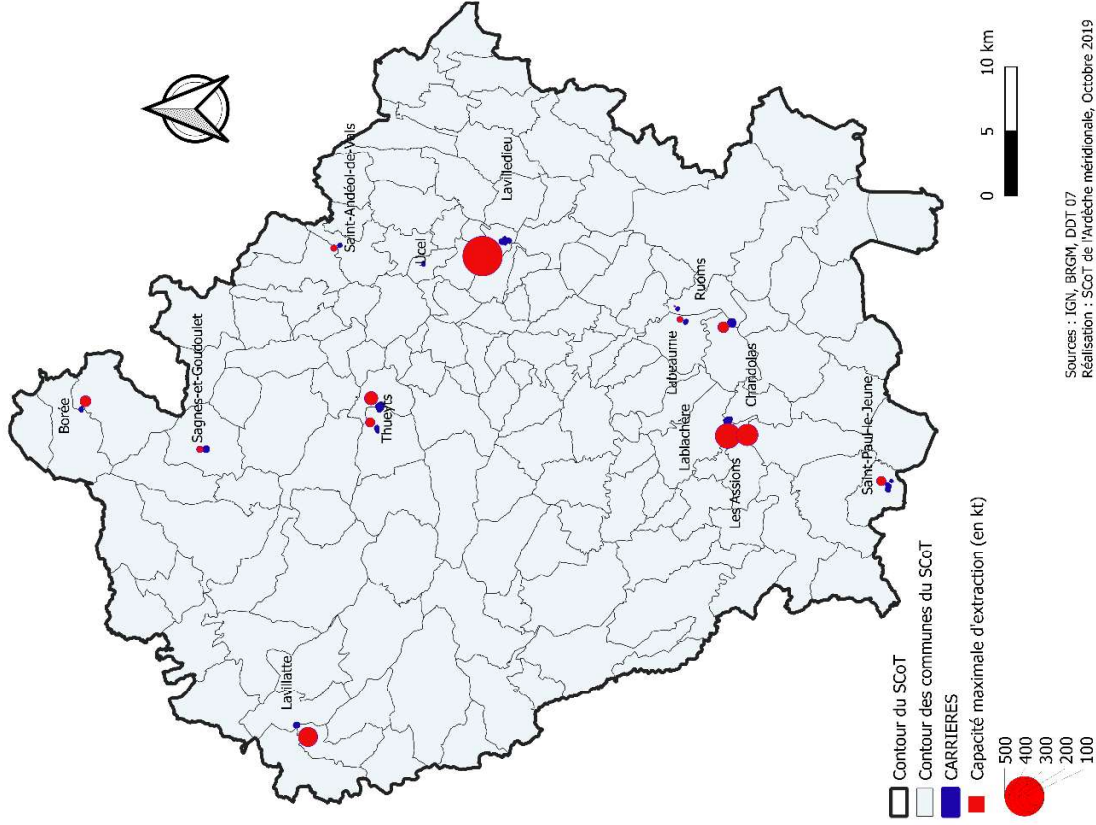 Borée
Sagnes-et-Goudoulet
Saint-Andéol-de-Vals
Ucel
Lavilledieu
Thueyts
Lavillatte
Ruoms
Labeaume
Chandolas
Lablachère
Les Assions
Saint-Paul-le-Jeune
Contour du SCoT
Contour des communes du SCoT
CARRIERES
Capacité maximale d'extraction (en kt)
500
400
300
200
100
0 5 10 km
Sources : IGN, BRGM, DDT 07
Réalisation : SCoT de l'Ardèche méridionale, Octobre 2019